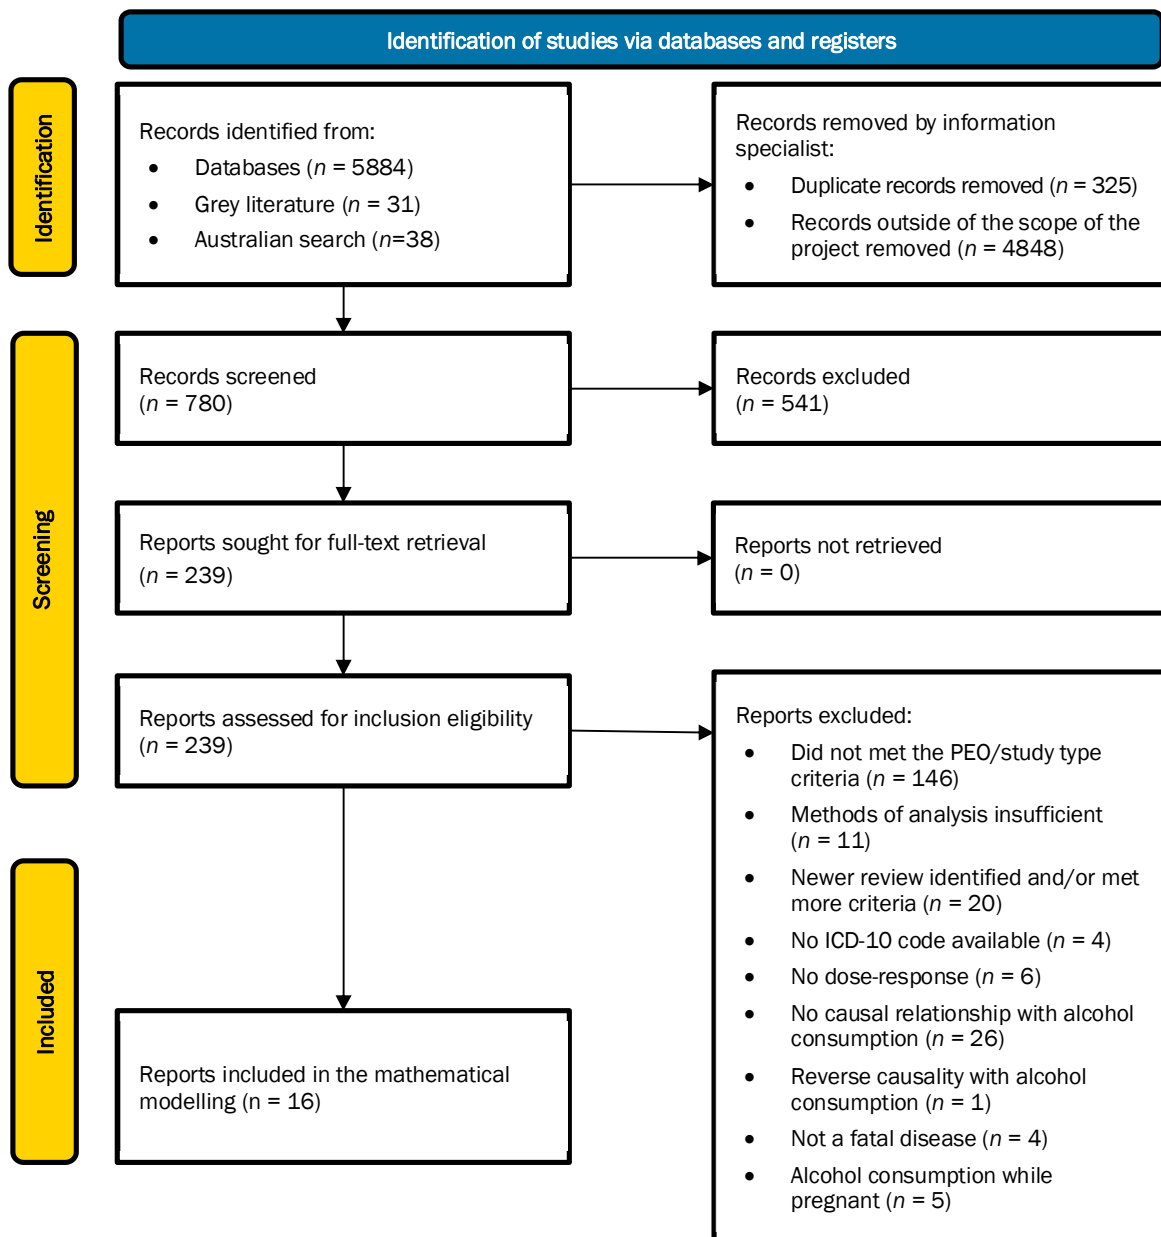 Identification of studies via databases and registers
Identification
Records identified from:
• Databases (n = 5884)
• Grey literature (n = 31)
• Australian search (n=38)
Records removed by information
specialist:
• Duplicate records removed (n = 325)
• Records outside of the scope of the
project removed (n = 4848)
Screening
Records screened
(n = 780)
Records excluded
(n = 541)
Reports sought for full-text retrieval
(n = 239)
Reports not retrieved
(n = 0)
Reports assessed for inclusion eligibility
(n = 239)
Reports excluded:
• Did not met the PEO/study type
criteria (n = 146)
• Methods of analysis insufficient
(n = 11)
• Newer review identified and/or met
more criteria (n = 20)
• No ICD-10 code available (n = 4)
• No dose-response (n = 6)
• No causal relationship with alcohol
consumption (n = 26)
• Reverse causality with alcohol
consumption (n = 1)
• Not a fatal disease (n = 4)
• Alcohol consumption while
pregnant (n = 5)
Included
Reports included in the mathematical
modelling (n = 16)